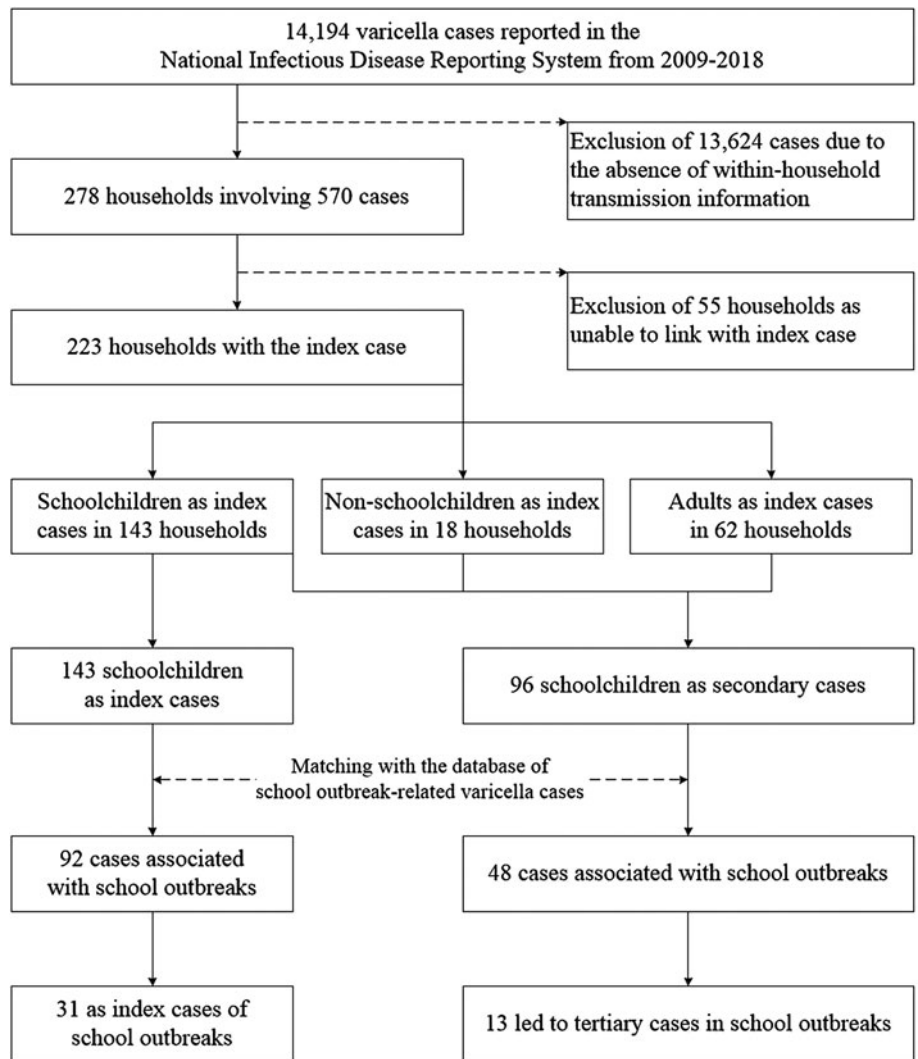 14,194 varicella cases reported in the
National Infectious Disease Reporting System from 2009-2018
Exclusion of 13,624 cases due to
the absence of within-household
transmission information
278 households involving 570 cases
Exclusion of 55 households as
unable to link with index case
223 households with the index case
Schoolchildren as index
cases in 143 households
Non-schoolchildren as index
cases in 18 households
Adults as index cases
in 62 households
143 schoolchildren
as index cases
96 schoolchildren as secondary cases
Matching with the database of
school outbreak-related varicella cases
92 cases associated
with school outbreaks
48 cases associated with school outbreaks
31 as index cases of
school outbreaks
13 led to tertiary cases in school outbreaks